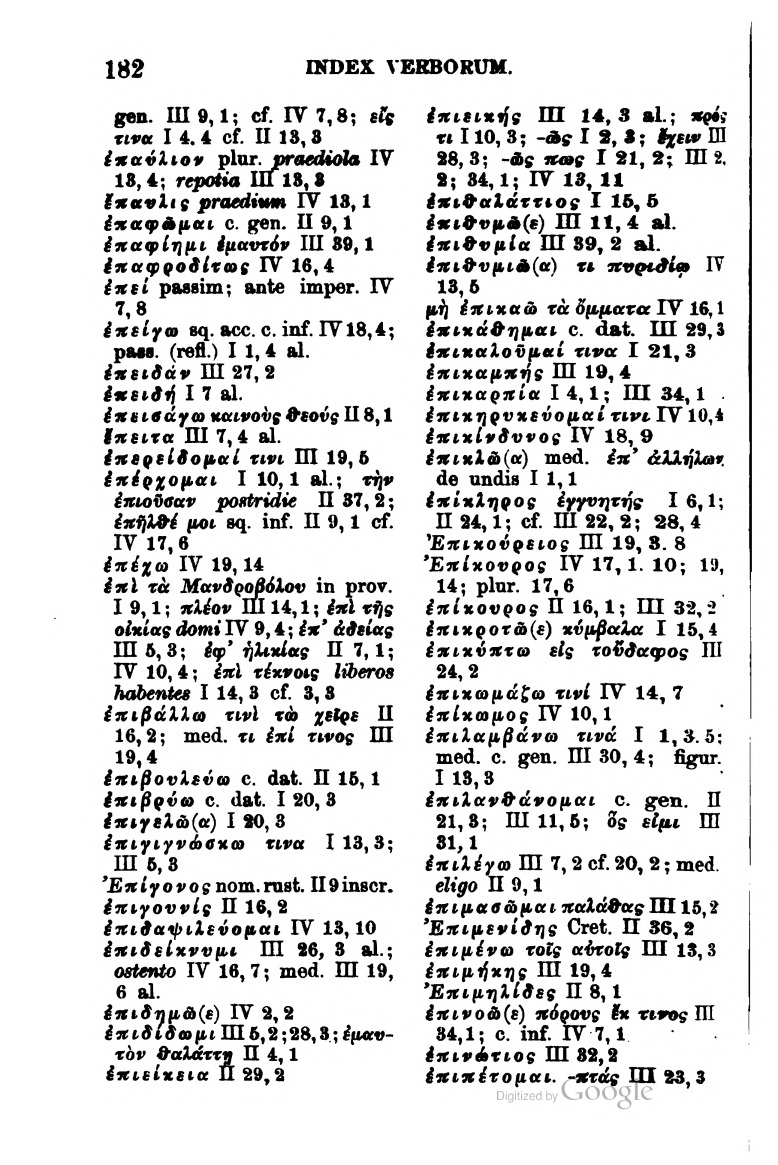 182 INDEX VERBORUM.
gen. III 9, 1; cf. IV 7, 8; εἴς
τινα I 4. 4 cf. II 13, 3
ἐπαύλιον plur. praediola IV
13, 4; repotia III 13, 3
ἔπαυλις praedium IV 13, 1
ἐπαφῶμαι c. gen. II 9, 1
ἐπαφίημι ἐμαυτόν III 39, 1
ἐπαφροδίτως IV 16, 4
ἐπεί passim; ante imper. IV
7, 8
ἐπείγω sq. acc. c. inf. IV 18, 4;
pass. (refl.) I 1, 4 al.
ἐπειδάν III 27, 2
ἐπειδή I 7 al.
ἐπεισάγω καινοὺς θεούς II 8, 1
ἔπειτα III 7, 4 al.
ἐπερείδομαί τινι III 19, 5
ἐπέρχομαι I 10, 1 al.; τὴν
ἐπιοῦσαν postridie II 37, 2;
ἐπῆλθέ μοι sq. inf. II 9, 1 cf.
IV 17, 6
ἐπέχω IV 19, 14
ἐπὶ τὰ Μανδροβόλου in prov.
I 9, 1; πλέον III 14, 1; ἐπὶ τῆς
οἰκίας domi IV 9, 4; ἐπ᾽ ἀδείας
III 5, 3; ἐφ᾽ ἡλικίας II 7, 1;
IV 10, 4; ἐπὶ τέκνοις liberos
habentes I 14, 3 cf. 3, 3
ἐπιβάλλω τινὶ τὼ χεῖρε II
16, 2; med. τι ἐπί τινος III
19, 4
ἐπιβουλεύω c. dat. II 15, 1
ἐπιβρύω c. dat. I 20, 3
ἐπιγελῶ(α) I 20, 3
ἐπιγιγνώσκω τινα I 13, 3;
III 5, 3
Ἐπίγονος nom. rust. II 9 inscr.
ἐπιγουνίς II 16, 2
ἐπιδαψιλεύομαι IV 13, 10
ἐπιδείκνυμι III 26, 3 al.;
ostento IV 16, 7; med. III 19,
6 al.
ἐπιδημῶ(ε) IV 2, 2
ἐπιδίδωμι III 5, 2; 28, 3; ἐμαυ-
τὸν θαλάττῃ II 4, 1
ἐπιείκεια II 29, 2
ἐπιεικής III 14, 3 al.; πρός
τι I 10, 3; -ῶς I 2, 3; ἔχειν III
28, 3; -ῶς πως I 21, 2; III 2,
2; 34, 1; IV 13, 11
ἐπιθαλάττιος I 15, 5
ἐπιθυμῶ(ε) III 11, 4 al.
ἐπιθυμία III 39, 2 al.
ἐπιθυμιῶ(α) τι πυριδίῳ IV
13, 5
μὴ ἐπικαῶ τὰ ὄμματα IV 16, 1
ἐπικάθημαι c. dat. III 29, 3
ἐπικαλοῦμαί τινα I 21, 3
ἐπικαμπής III 19, 4
ἐπικαρπία I 4, 1; III 34, 1
ἐπικηρυκεύομαί τινι IV 10, 4
ἐπικίνδυνος IV 18, 9
ἐπικλῶ(α) med. ἐπ᾽ ἀλλήλων
de undis I 1, 1
ἐπίκληρος ἐγγυητής I 6, 1;
II 24, 1; cf. III 22, 2; 28, 4
Ἐπικούρειος III 19, 3. 8
Ἐπίκουρος IV 17, 1. 10; 19,
14; plur. 17, 6
ἐπίκουρος II 16, 1; III 32, 2
ἐπικροτῶ(ε) κύμβαλα I 15, 4
ἐπικύπτω εἰς τοὔδαφος III
24, 2
ἐπικωμάζω τινί IV 14, 7
ἐπίκωμος IV 10, 1
ἐπιλαμβάνω τινά I 1, 3. 5;
med. c. gen. III 30, 4; figur.
I 13, 3
ἐπιλανθάνομαι c. gen. II
21, 3; III 11, 5; ὅς εἰμι III
31, 1
ἐπιλέγω III 7, 2 cf. 20, 2; med.
eligo II 9, 1
ἐπιμασῶμαι παλάθας III 15, 2
Ἐπιμενίδης Cret. II 36, 2
ἐπιμένω τοῖς αὐτοῖς III 13, 3
ἐπιμήκης III 19, 4
Ἐπιμηλίδες II 8, 1
ἐπινοῶ(ε) πόρους ἔκ τινος III
34, 1; c. inf. IV 7, 1
ἐπινώτιος III 32, 2
ἐπιπέτομαι. -πτάς III 23, 3
Digitized by Google